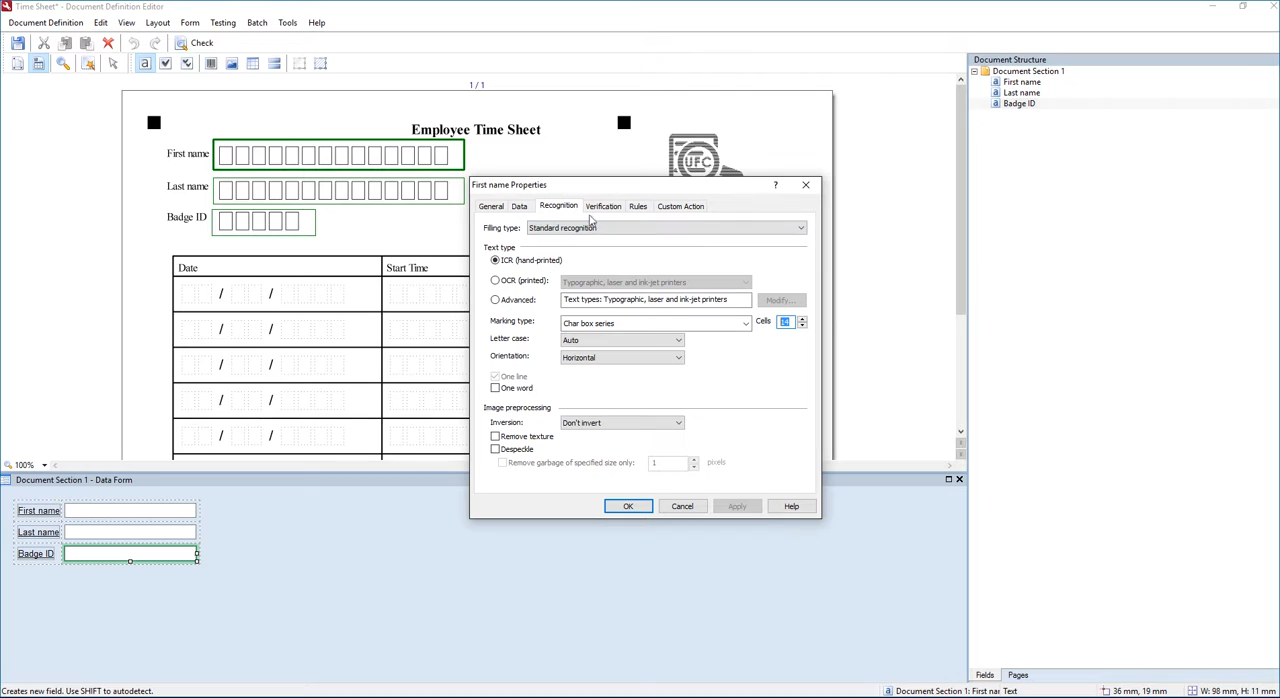 Time Sheet* - Document Definition Editor
Document Definition Edit View Layout Form Testing Batch Tools Help
Check
1 / 1
Employee Time Sheet
First name
Last name
Badge ID
UFC
Date Start Time
/ /
/ /
/ /
/ /
/ /
100%
First name Properties
General Data Recognition Verification Rules Custom Action
Filling type: Standard recognition
Text type
ICR (hand-printed)
OCR (printed): Typographic, laser and ink-jet printers
Advanced: Text types: Typographic, laser and ink-jet printers Modify...
Marking type: Char box series Cells 14
Letter case: Auto
Orientation: Horizontal
One line
One word
Image preprocessing
Inversion: Don't invert
Remove texture
Despeckle
Remove garbage of specified size only: 1 pixels
OK Cancel Apply Help
Document Section 1 - Data Form
First name
Last name
Badge ID
Document Structure
Document Section 1
First name
Last name
Badge ID
Fields Pages
Creates new field. Use SHIFT to autodetect.
Document Section 1: First nar Text
36 mm, 19 mm
W: 98 mm, H: 11 mm